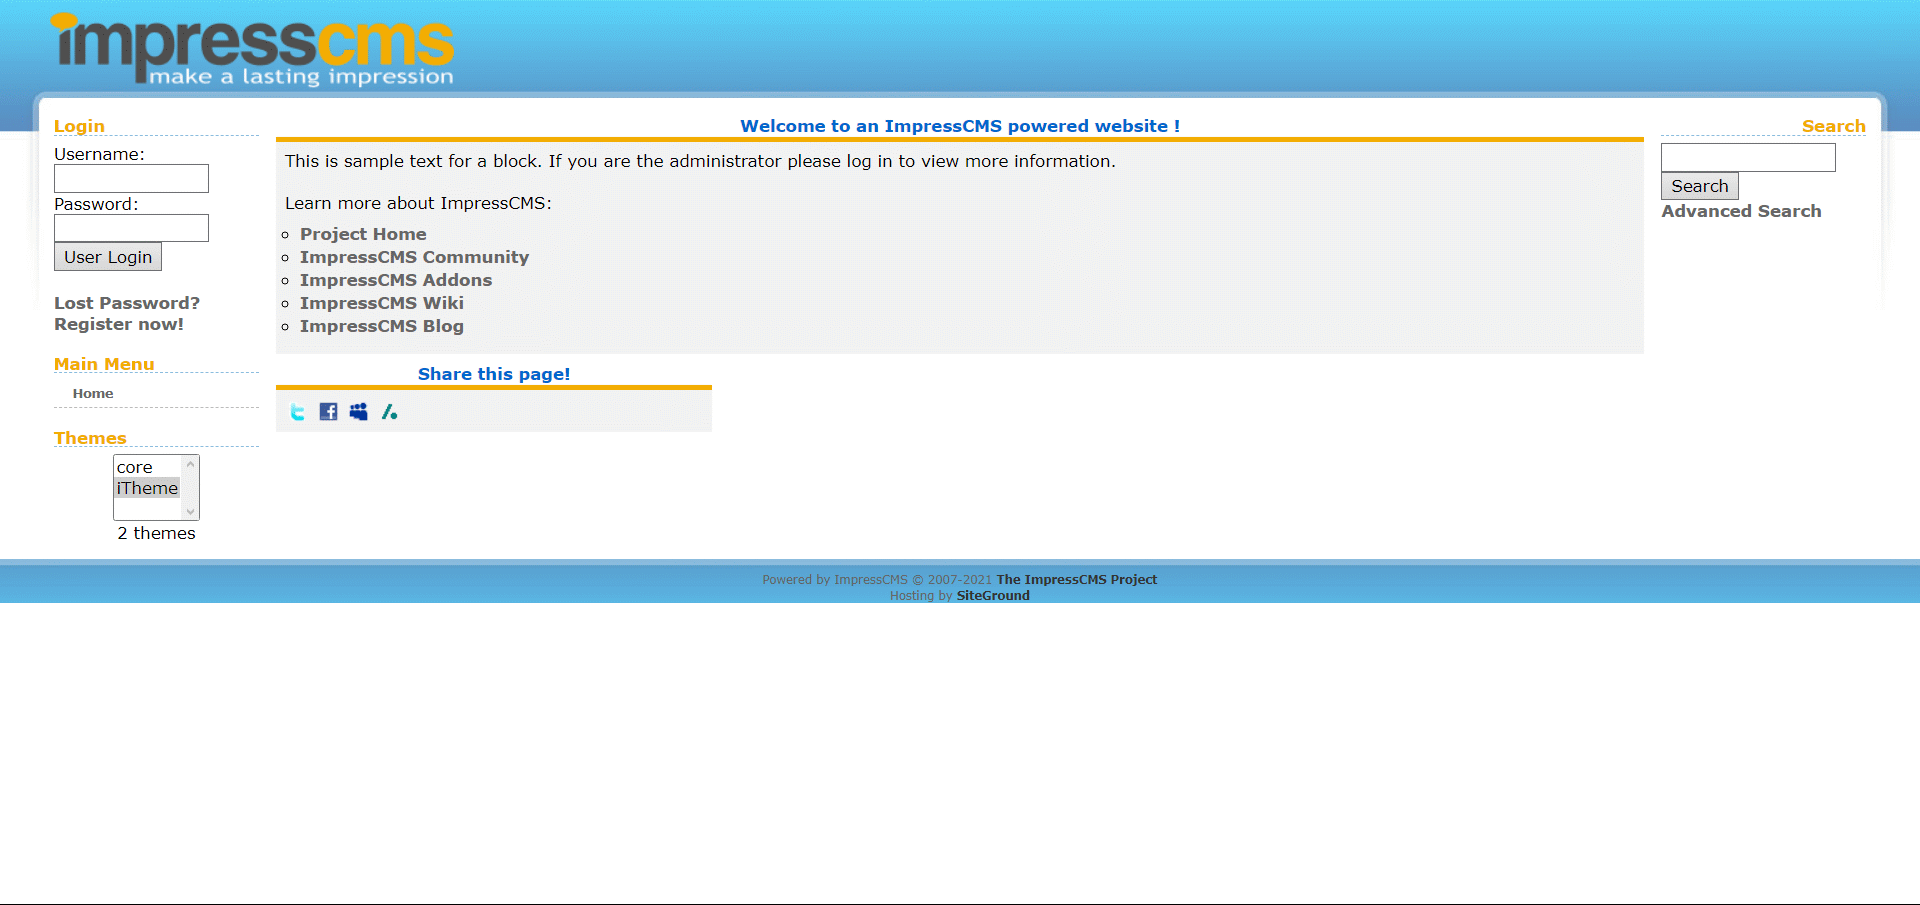 impresscms
make a lasting impression
Login
Username:
Password:
User Login
Lost Password?
Register now!
Main Menu
Home
Themes
core
iTheme
2 themes
Welcome to an ImpressCMS powered website !
This is sample text for a block. If you are the administrator please log in to view more information.
Learn more about ImpressCMS:
Project Home
ImpressCMS Community
ImpressCMS Addons
ImpressCMS Wiki
ImpressCMS Blog
Share this page!
Search
Search
Advanced Search
Powered by ImpressCMS © 2007-2021 The ImpressCMS Project
Hosting by SiteGround